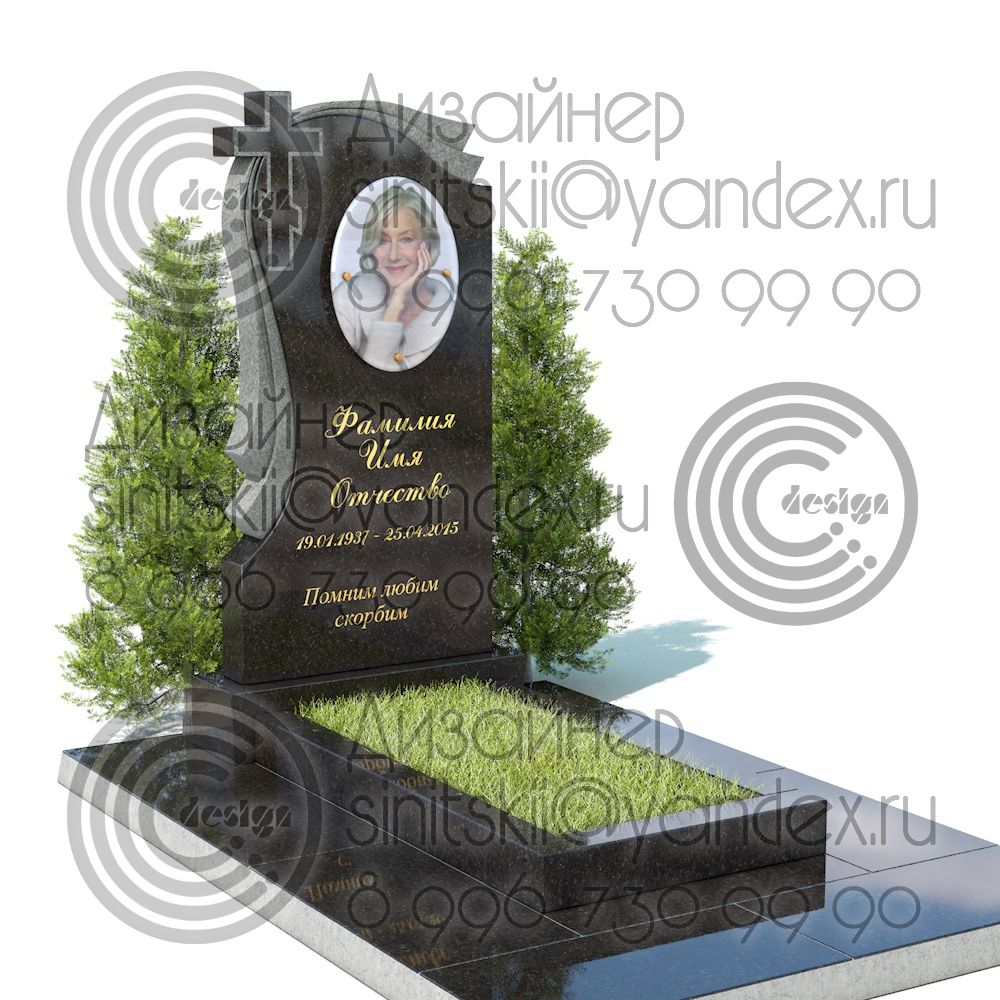 Дизайнер
design
sinitskii@yandex.ru
8 996 730 99 90
Фамилия
Имя
Отчество
19.01.1937 - 25.04.2015
Помним любим
скорбим
Дизайнер
sinitskii@yandex.ru
8 996 730 99 90
design
Дизайнер
design
sinitskii@yandex.ru
8 996 730 99 90